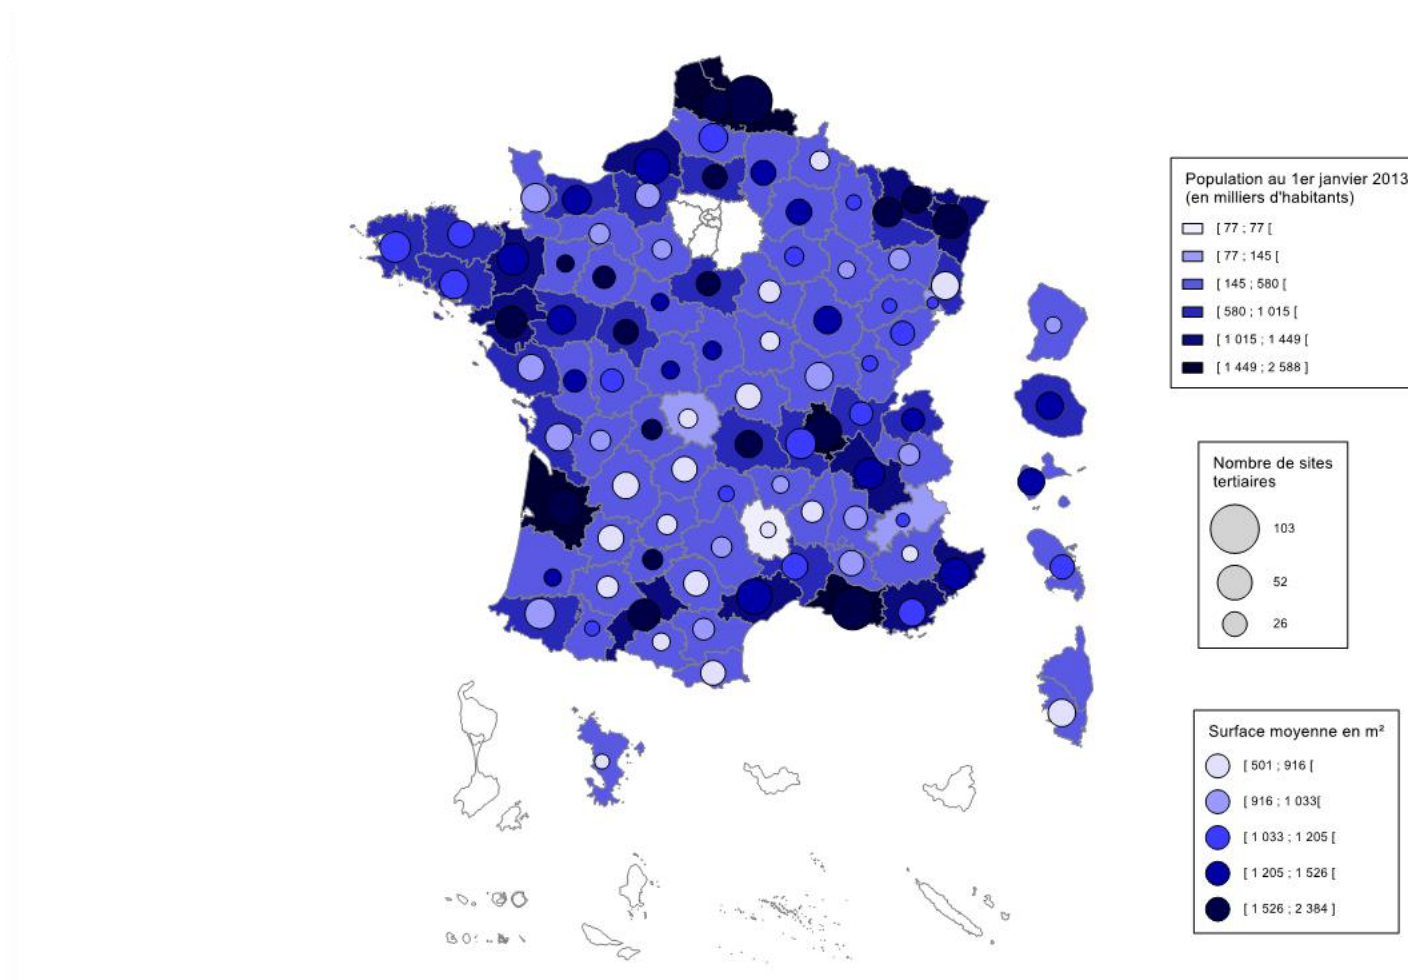 Population au 1er janvier 2013
(en milliers d'habitants)
[ 77 ; 77 [
[ 77 ; 145 [
[ 145 ; 580 [
[ 580 ; 1 015 [
[ 1 015 ; 1 449 [
[ 1 449 ; 2 588 ]
Nombre de sites
tertiaires
103
52
26
Surface moyenne en m²
[ 501 ; 916 [
[ 916 ; 1 033[
[ 1 033 ; 1 205 [
[ 1 205 ; 1 526 [
[ 1 526 ; 2 384 ]